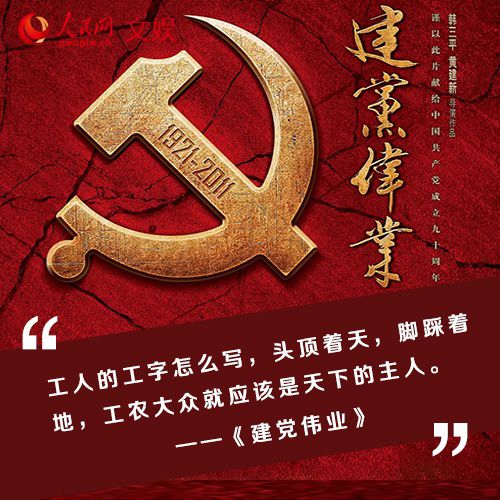 人民网 文娱
people.cn
建党伟业
韩三平 黄建新 导演作品
谨以此片献给中国共产党成立九十周年
1921-2011
“
工人的工字怎么写，头顶着天，脚踩着
地，工农大众就应该是天下的主人。
——《建党伟业》
”